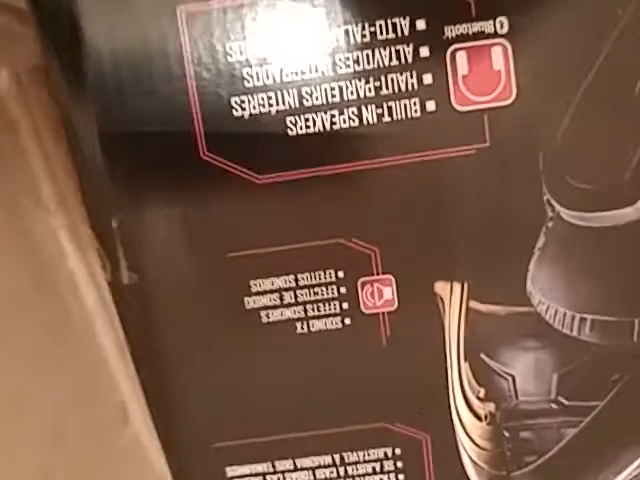 SE AJUSTA A CASI TODAS LAS
AJUSTÁVEL À MAIORIA DOS TAMANHOS
SOUND FX
EFFETS SONORES
EFECTOS DE SONIDO
EFEITOS SONOROS
BUILT-IN SPEAKERS
HAUT-PARLEURS INTÉGRÉS
ALTAVOCES INTEGRADOS
Bluetooth